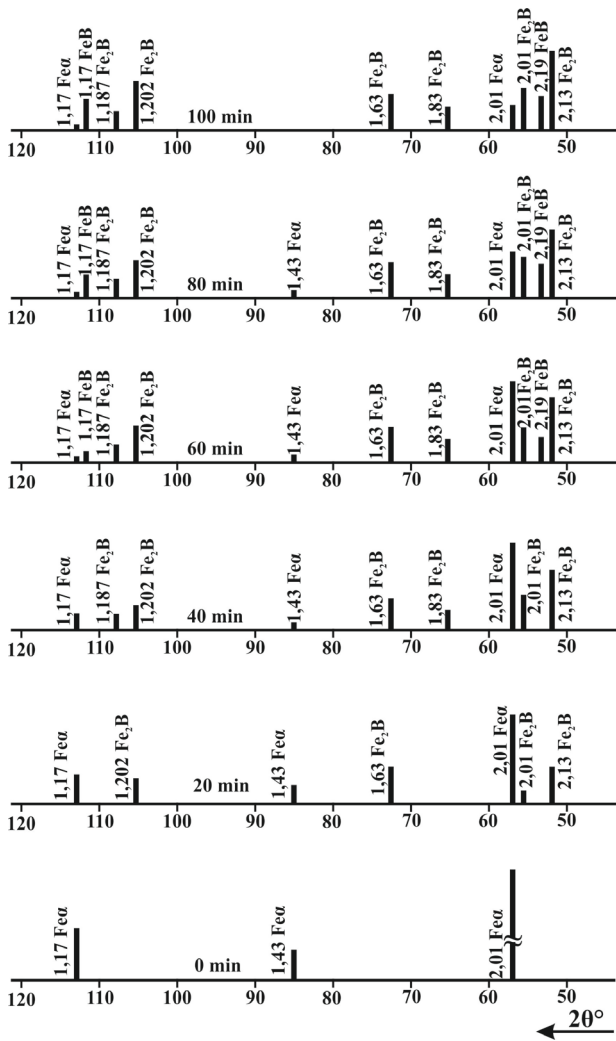 1,17 Feα
1,17 FeB
1,187 Fe₂B
1,202 Fe₂B
1,63 Fe₂B
1,83 Fe₂B
2,01 Feα
2,01 Fe₂B
2,19 FeB
2,13 Fe₂B
100 min
120 110 100 90 80 70 60 50
1,17 Feα
1,17 FeB
1,187 Fe₂B
1,202 Fe₂B
1,43 Feα
1,63 Fe₂B
1,83 Fe₂B
2,01 Feα
2,01 Fe₂B
2,19 FeB
2,13 Fe₂B
80 min
120 110 100 90 80 70 60 50
1,17 Feα
1,17 FeB
1,187 Fe₂B
1,202 Fe₂B
1,43 Feα
1,63 Fe₂B
1,83 Fe₂B
2,01 Feα
2,01Fe₂B
2,19 FeB
2,13 Fe₂B
60 min
120 110 100 90 80 70 60 50
1,17 Feα
1,187 Fe₂B
1,202 Fe₂B
1,43 Feα
1,63 Fe₂B
1,83 Fe₂B
2,01 Feα
2,01 Fe₂B
2,13 Fe₂B
40 min
120 110 100 90 80 70 60 50
1,17 Feα
1,202 Fe₂B
1,43 Feα
1,63 Fe₂B
2,01 Feα
2,01 Fe₂B
2,13 Fe₂B
20 min
120 110 100 90 80 70 60 50
1,17 Feα
1,43 Feα
2,01 Feα
0 min
120 110 100 90 80 70 60 50
2θ°